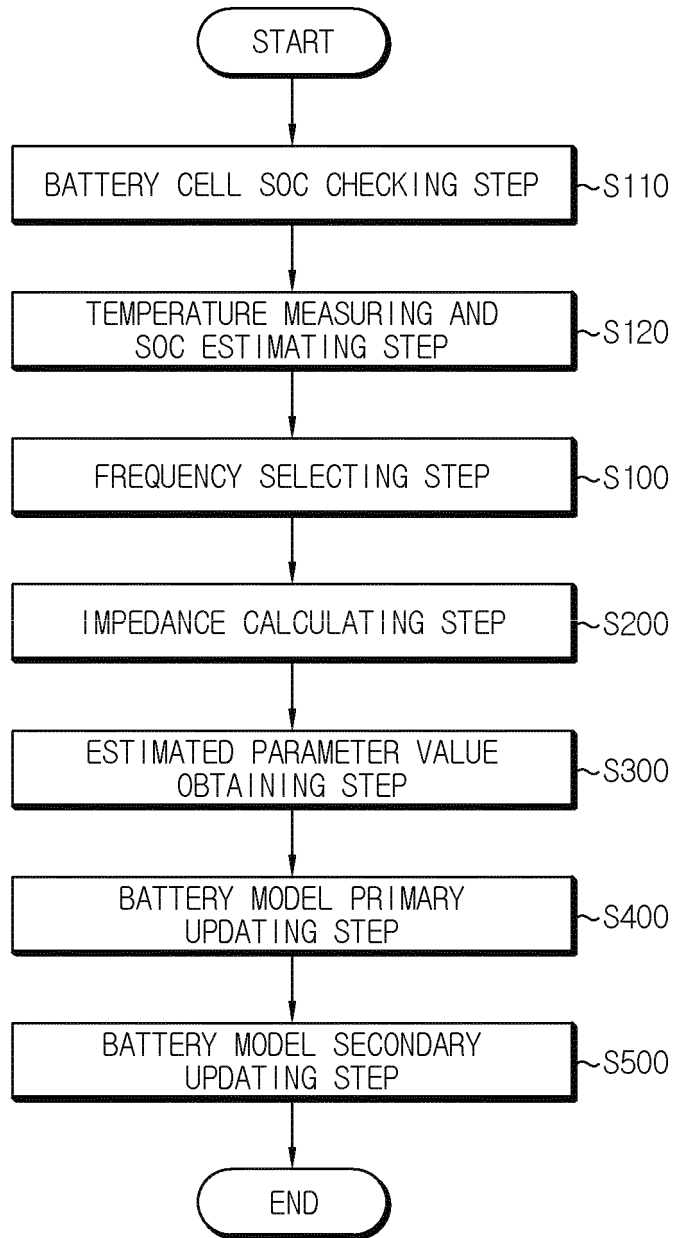 START
BATTERY CELL SOC CHECKING STEP
S110
TEMPERATURE MEASURING AND
SOC ESTIMATING STEP
S120
FREQUENCY SELECTING STEP
S100
IMPEDANCE CALCULATING STEP
S200
ESTIMATED PARAMETER VALUE
OBTAINING STEP
S300
BATTERY MODEL PRIMARY
UPDATING STEP
S400
BATTERY MODEL SECONDARY
UPDATING STEP
S500
END